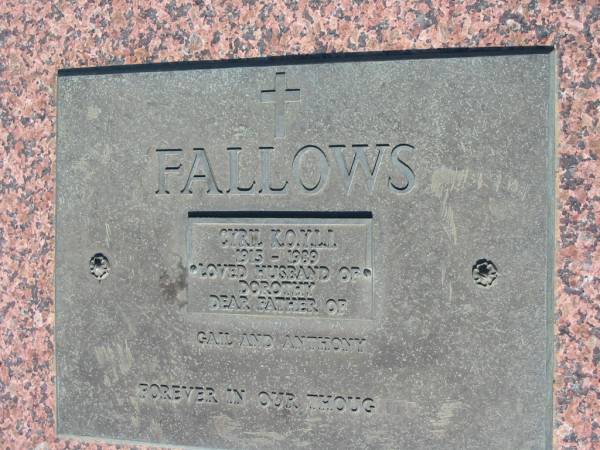 FALLOWS
CYRIL
1915 - 1989
LOVED HUSBAND OF
DOROTHY
DEAR FATHER OF
GAIL AND ANTHONY
FOREVER IN OUR THOUG